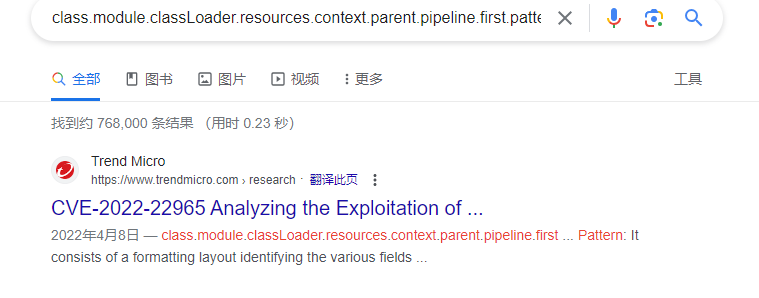 class.module.classLoader.resources.context.parent.pipeline.first.patte
全部 图书 图片 视频 更多 工具
找到约 768,000 条结果 （用时 0.23 秒）
Trend Micro
https://www.trendmicro.com › research · 翻译此页
CVE-2022-22965 Analyzing the Exploitation of ...
2022年4月8日 — class.module.classLoader.resources.context.parent.pipeline.first ... Pattern: It
consists of a formatting layout identifying the various fields ...